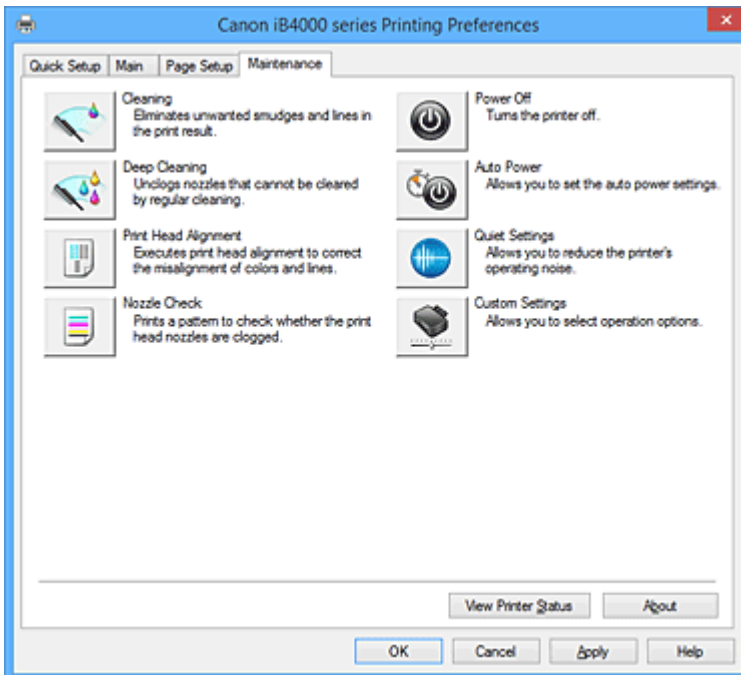 Canon iB4000 series Printing Preferences
Quick Setup Main Page Setup Maintenance
Cleaning
Eliminates unwanted smudges and lines in
the print result.
Deep Cleaning
Unclogs nozzles that cannot be cleared
by regular cleaning.
Print Head Alignment
Executes print head alignment to correct
the misalignment of colors and lines.
Nozzle Check
Prints a pattern to check whether the print
head nozzles are clogged.
Power Off
Turns the printer off.
Auto Power
Allows you to set the auto power settings.
Quiet Settings
Allows you to reduce the printer's
operating noise.
Custom Settings
Allows you to select operation options.
View Printer Status About
OK Cancel Apply Help